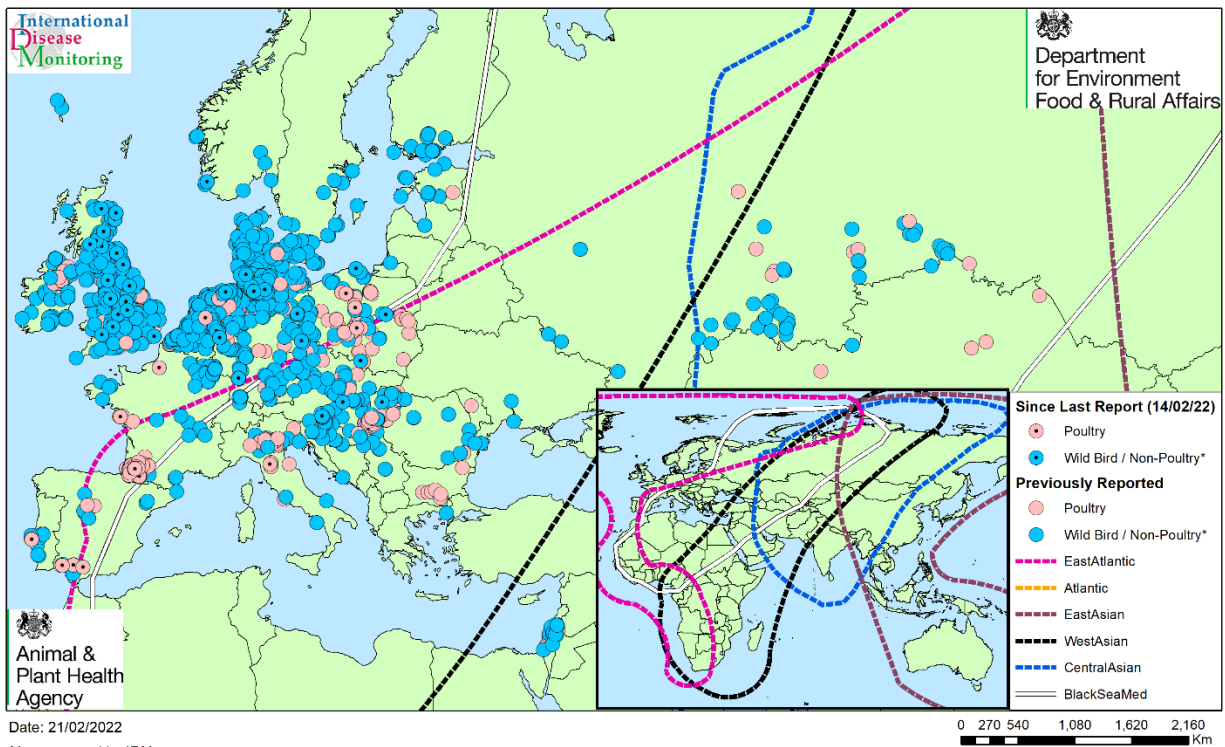 International
Disease
Monitoring
Department
for Environment
Food & Rural Affairs
Since Last Report (14/02/22)
Poultry
Wild Bird / Non-Poultry*
Previously Reported
Poultry
Wild Bird / Non-Poultry*
EastAtlantic
Atlantic
EastAsian
WestAsian
CentralAsian
BlackSeaMed
Animal &
Plant Health
Agency
Date: 21/02/2022
0 270 540 1,080 1,620 2,160
Km